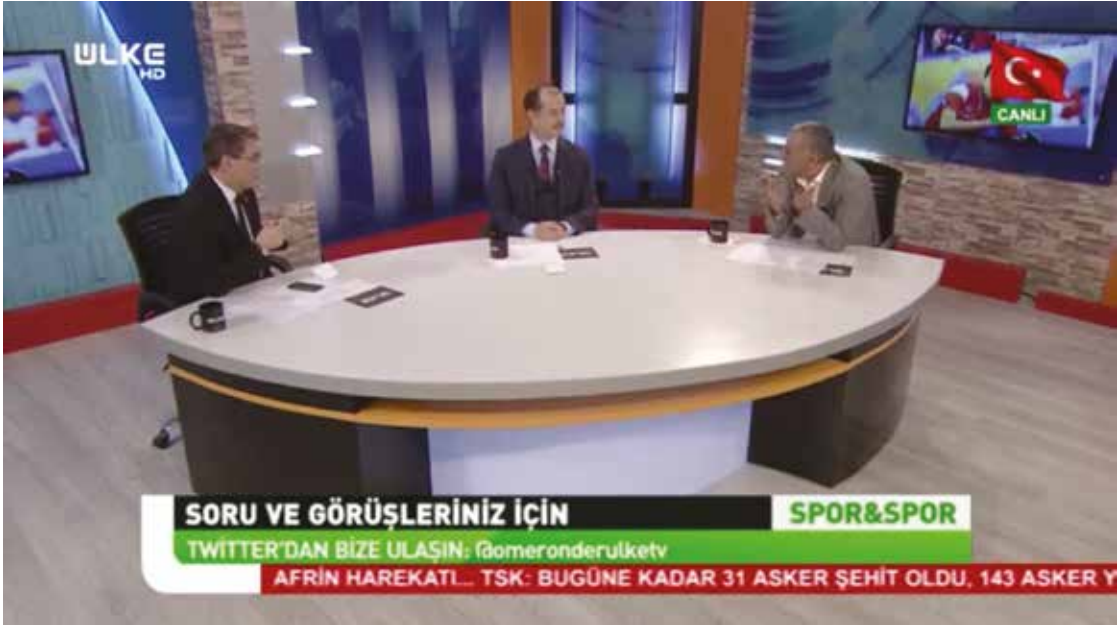 ÜLKE
HD
CANLI
SORU VE GÖRÜŞLERİNİZ İÇİN
SPOR&SPOR
TWITTER'DAN BİZE ULAŞIN: @omeronderulketv
AFRİN HAREKATI... TSK: BUGÜNE KADAR 31 ASKER ŞEHİT OLDU, 143 ASKER Y